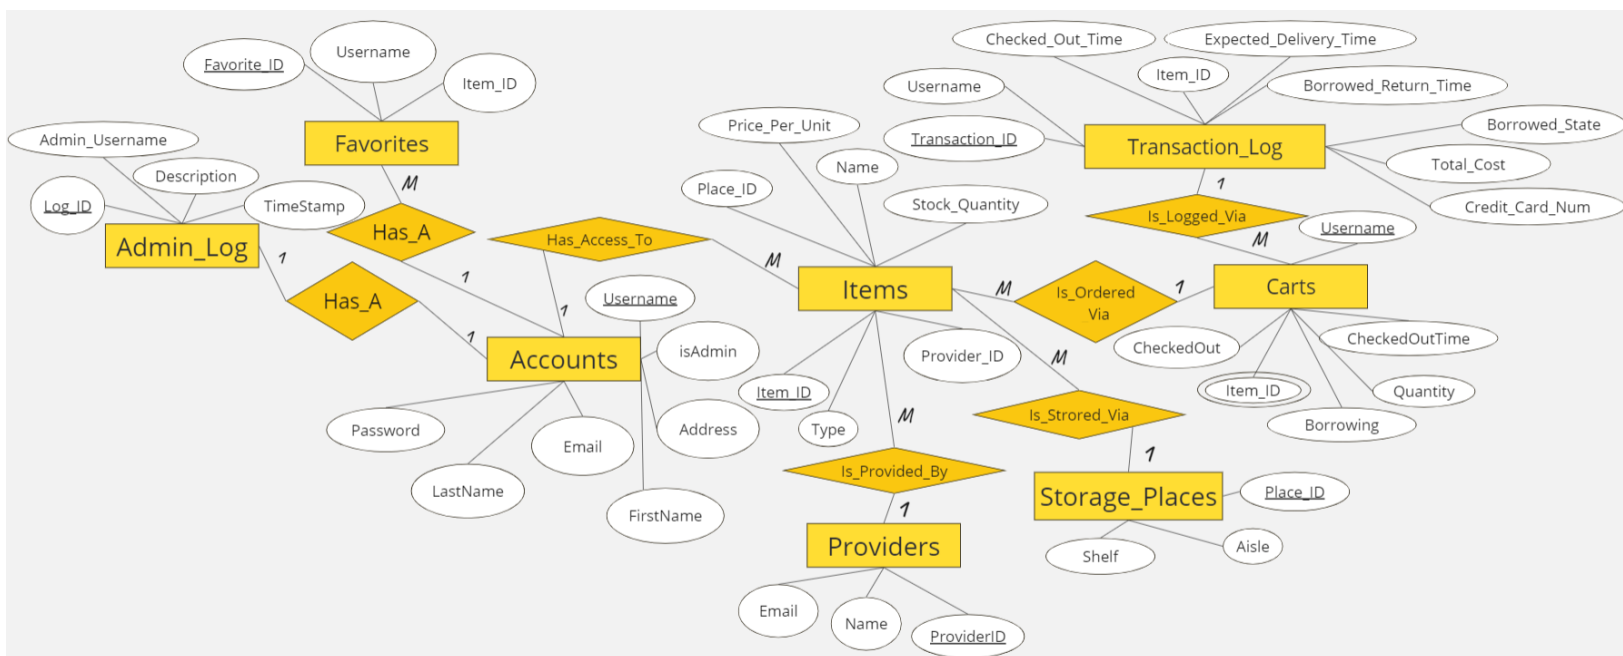 Checked_Out_Time
Expected_Delivery_Time
Username
Favorite_ID
Item_ID
Item_ID
Username
Borrowed_Return_Time
Price_Per_Unit
Borrowed_State
Admin_Username
Favorites
Transaction_ID
Transaction_Log
Total_Cost
Name
Description
M
Place_ID
1
Log_ID
TimeStamp
Stock_Quantity
Credit_Card_Num
Is_Logged_Via
Username
Has_A
Has_Access_To
M
Admin_Log
1
M
1
Items
M
Is_Ordered
_Via
1
Carts
Has_A
Username
1
1
isAdmin
CheckedOut
CheckedOutTime
Accounts
Provider_ID
M
Item_ID
Item_ID
Quantity
Password
Email
Address
Type
M
Is_Strored_Via
Borrowing
1
Is_Provided_By
LastName
Storage_Places
Place_ID
FirstName
1
Providers
Shelf
Aisle
Email
Name
ProviderID